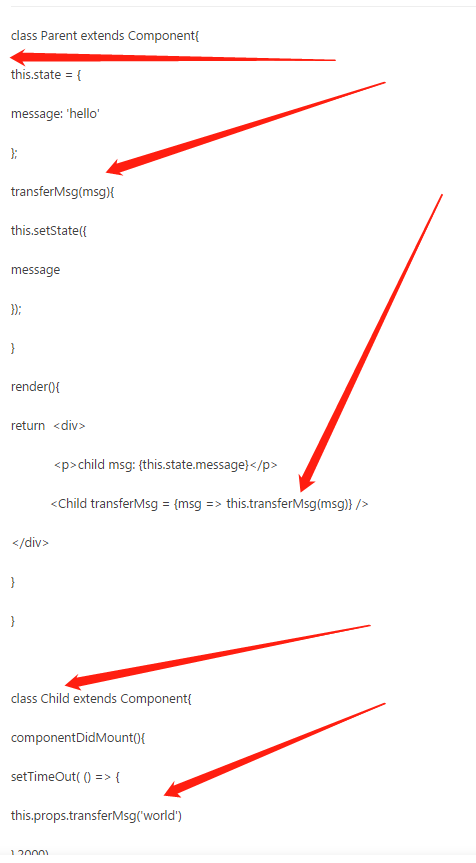 class Parent extends Component{
this.state = {
message: 'hello'
};
transferMsg(msg){
this.setState({
message
});
}
render(){
return <div>
<p>child msg: {this.state.message}</p>
<Child transferMsg = {msg => this.transferMsg(msg)} />
</div>
}
}
class Child extends Component{
componentDidMount(){
setTimeOut( () => {
this.props.transferMsg('world')
},2000)